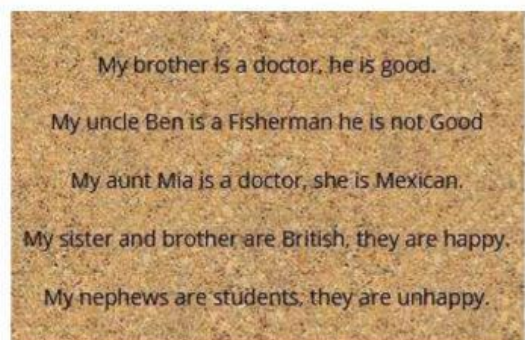 My brother is a doctor, he is good.
My uncle Ben is a Fisherman he is not Good
My aunt Mia is a doctor, she is Mexican.
My sister and brother are British, they are happy.
My nephews are students, they are unhappy.